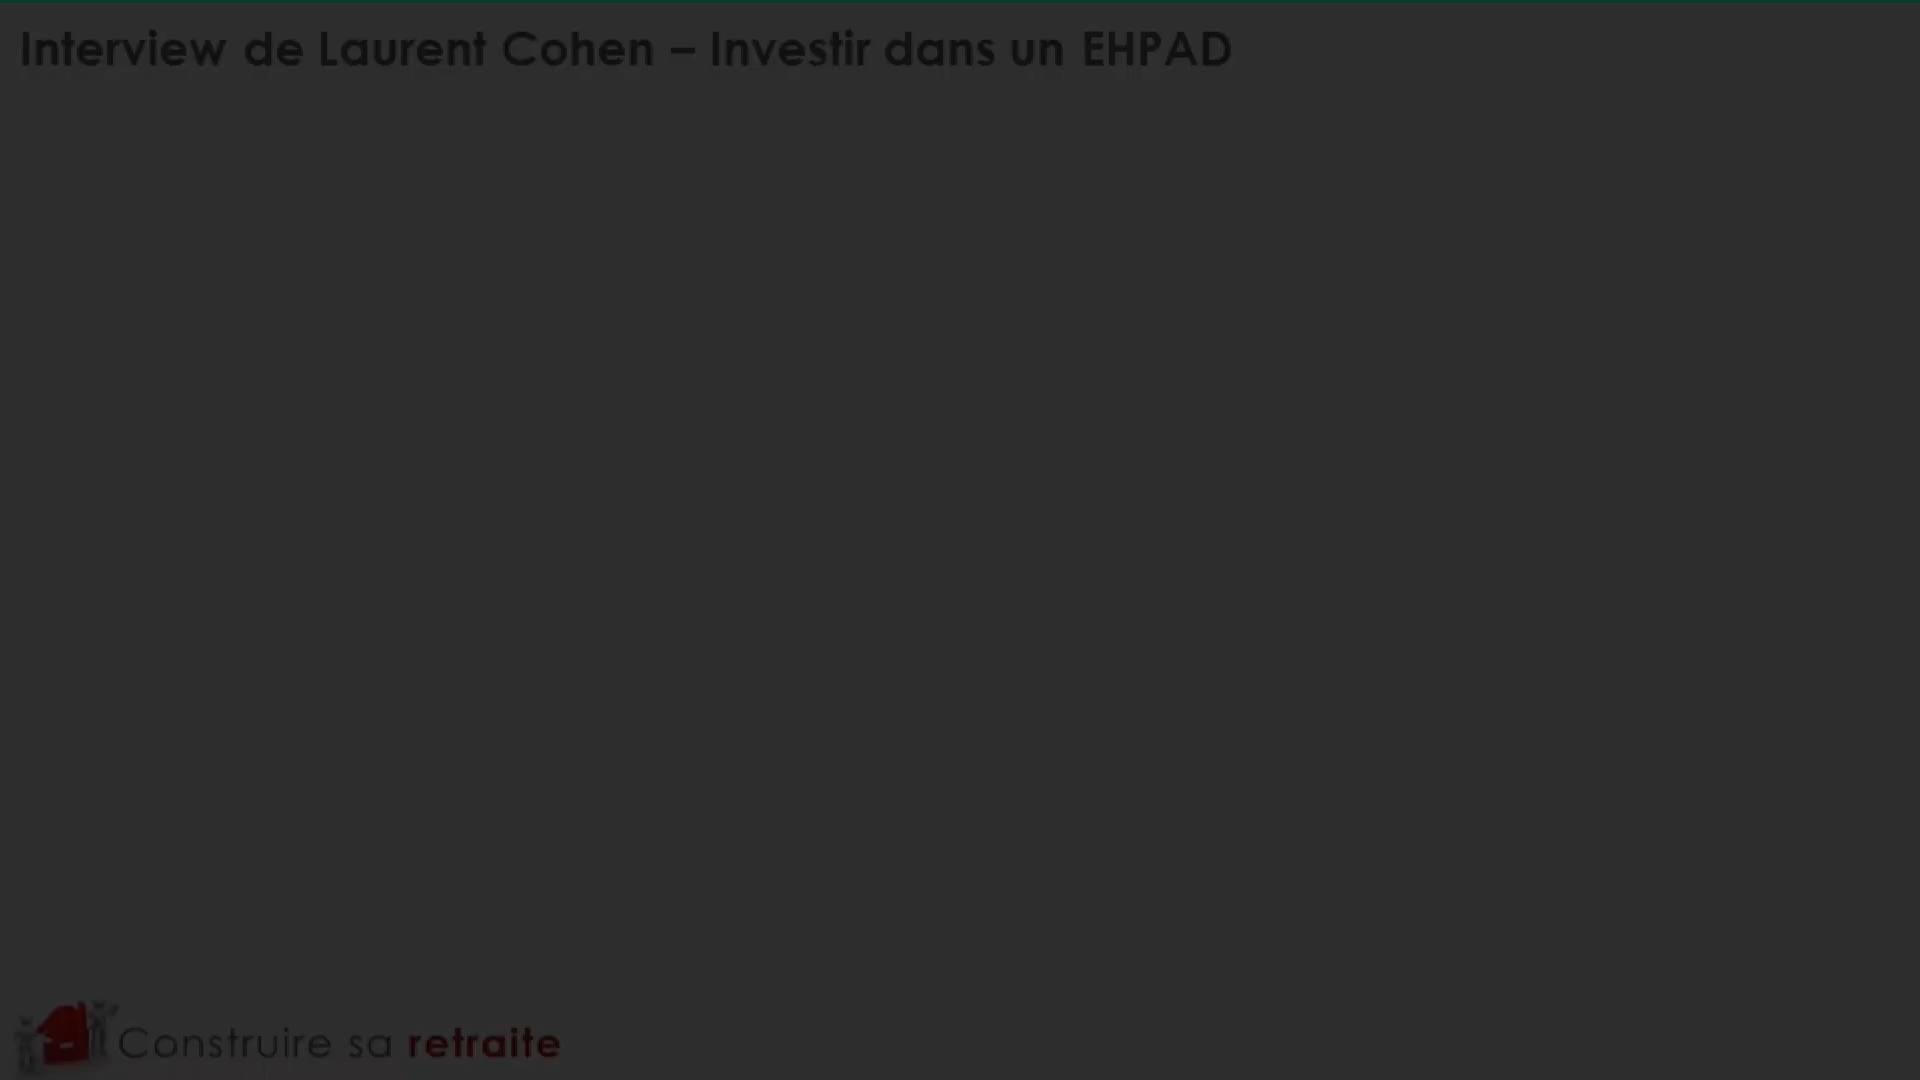 Interview de Laurent Cohen – Investir dans un EHPAD
Construire sa retraite